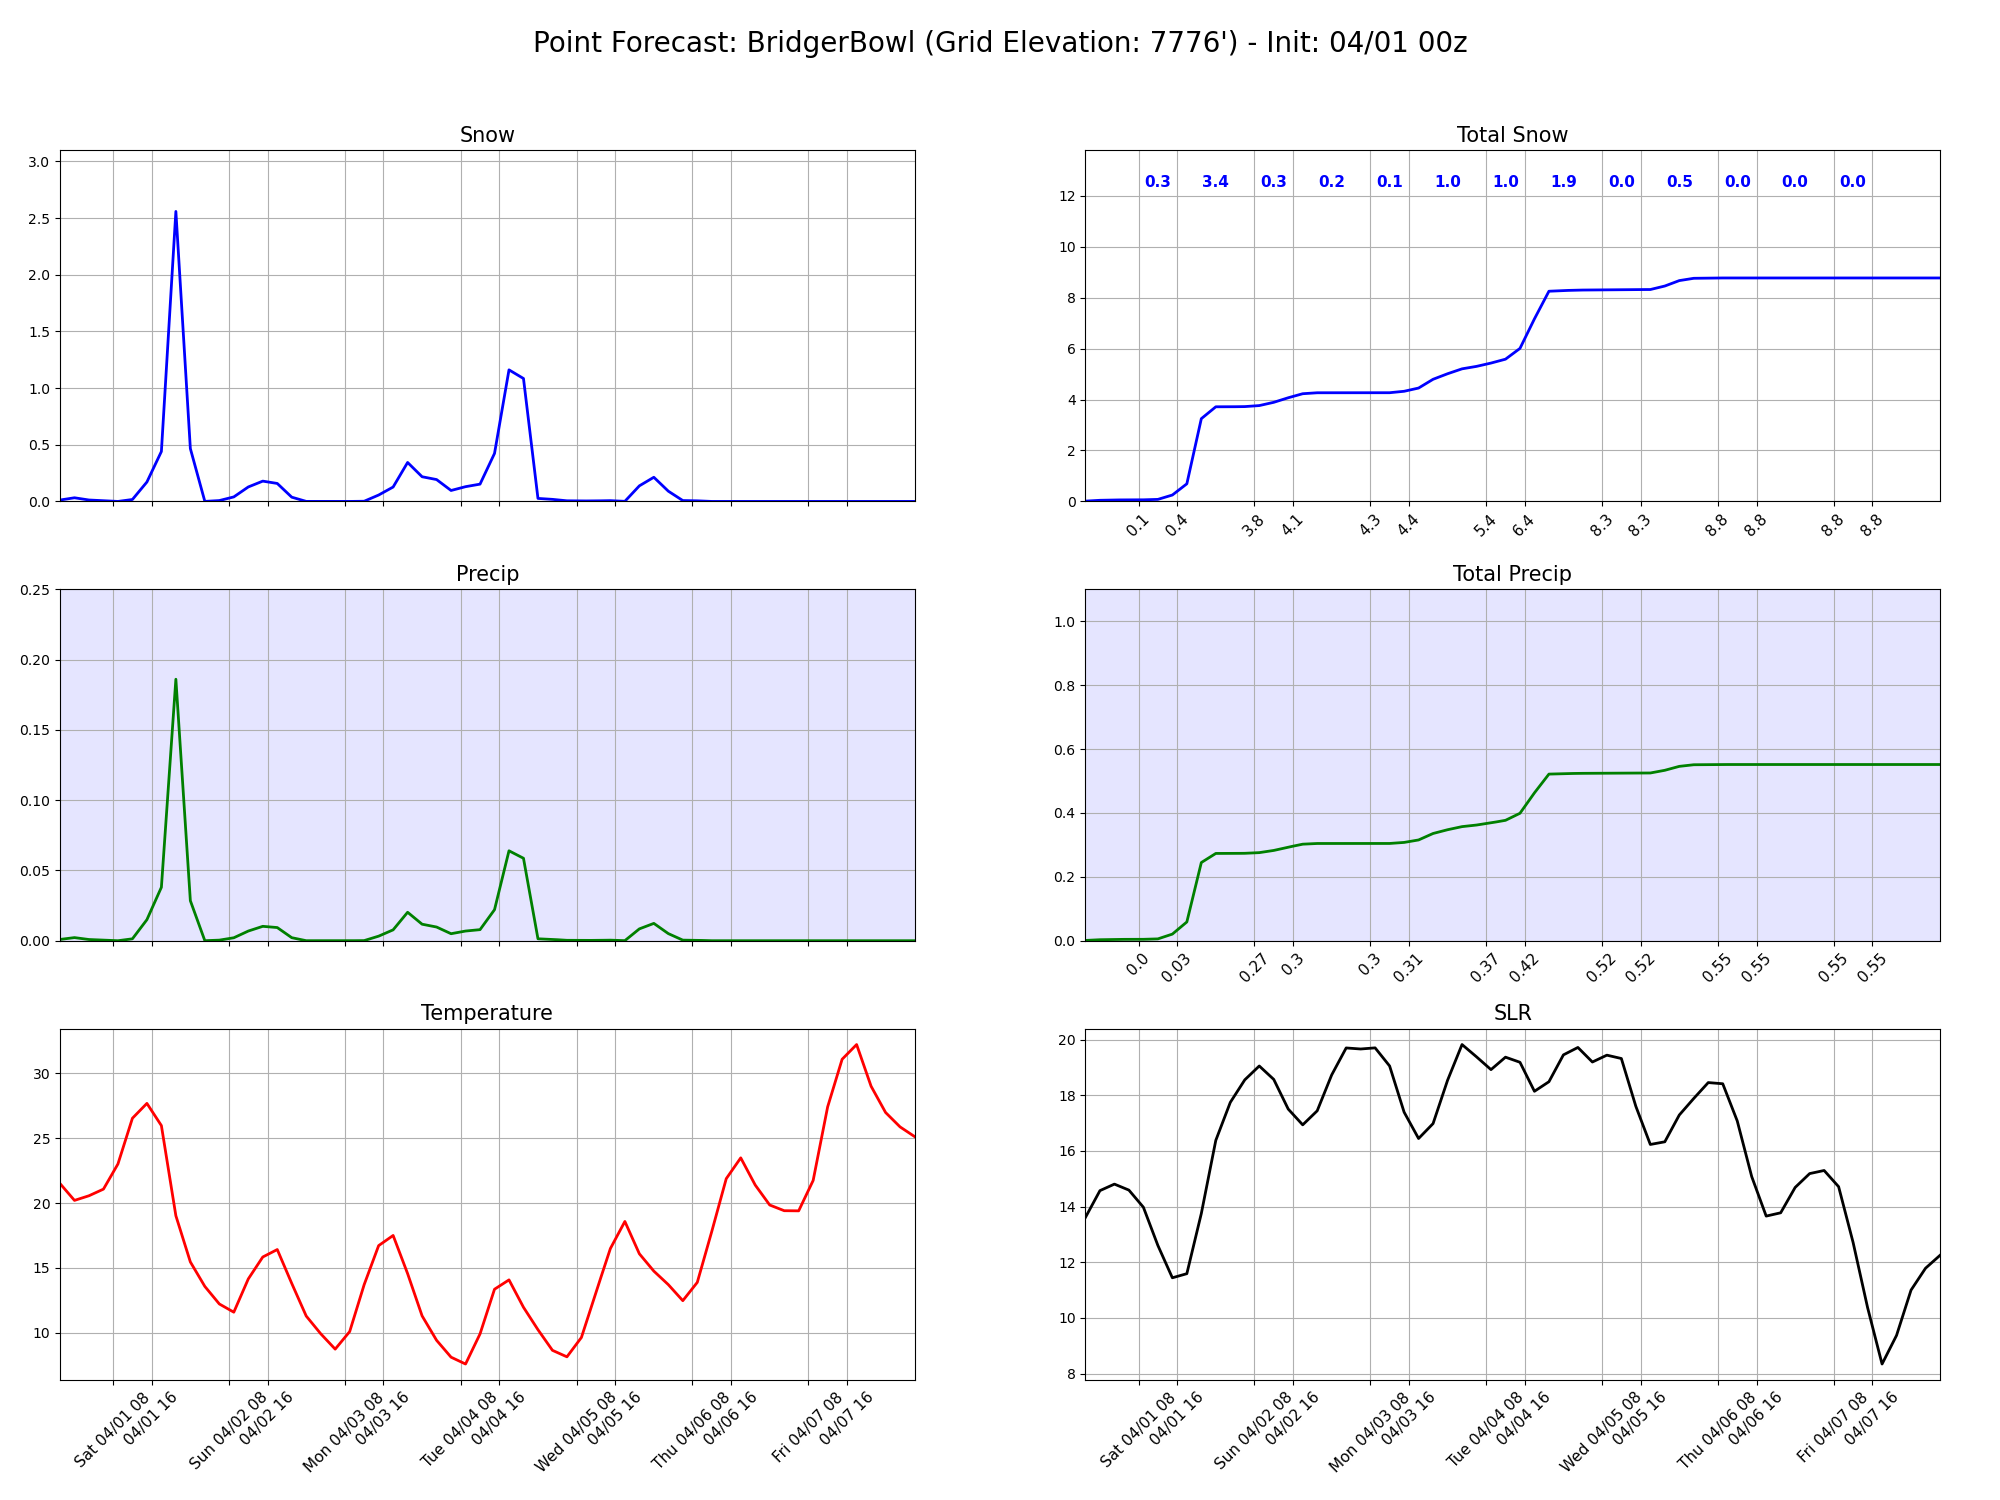 Point Forecast: BridgerBowl (Grid Elevation: 7776') - Init: 04/01 00z
Snow
3.0
2.5
2.0
1.5
1.0
0.5
0.0
Total Snow
0.3 3.4 0.3 0.2 0.1 1.0 1.0 1.9 0.0 0.5 0.0 0.0 0.0
12
10
8
6
4
2
0
0.1 0.4 3.8 4.1 4.3 4.4 5.4 6.4 8.3 8.3 8.8 8.8 8.8 8.8
Precip
0.25
0.20
0.15
0.10
0.05
0.00
Total Precip
1.0
0.8
0.6
0.4
0.2
0.0
0.0 0.03 0.27 0.3 0.3 0.31 0.37 0.42 0.52 0.52 0.55 0.55 0.55 0.55
Temperature
30
25
20
15
10
Sat 04/01 08
04/01 16
Sun 04/02 08
04/02 16
Mon 04/03 08
04/03 16
Tue 04/04 08
04/04 16
Wed 04/05 08
04/05 16
Thu 04/06 08
04/06 16
Fri 04/07 08
04/07 16
SLR
20
18
16
14
12
10
8
Sat 04/01 08
04/01 16
Sun 04/02 08
04/02 16
Mon 04/03 08
04/03 16
Tue 04/04 08
04/04 16
Wed 04/05 08
04/05 16
Thu 04/06 08
04/06 16
Fri 04/07 08
04/07 16